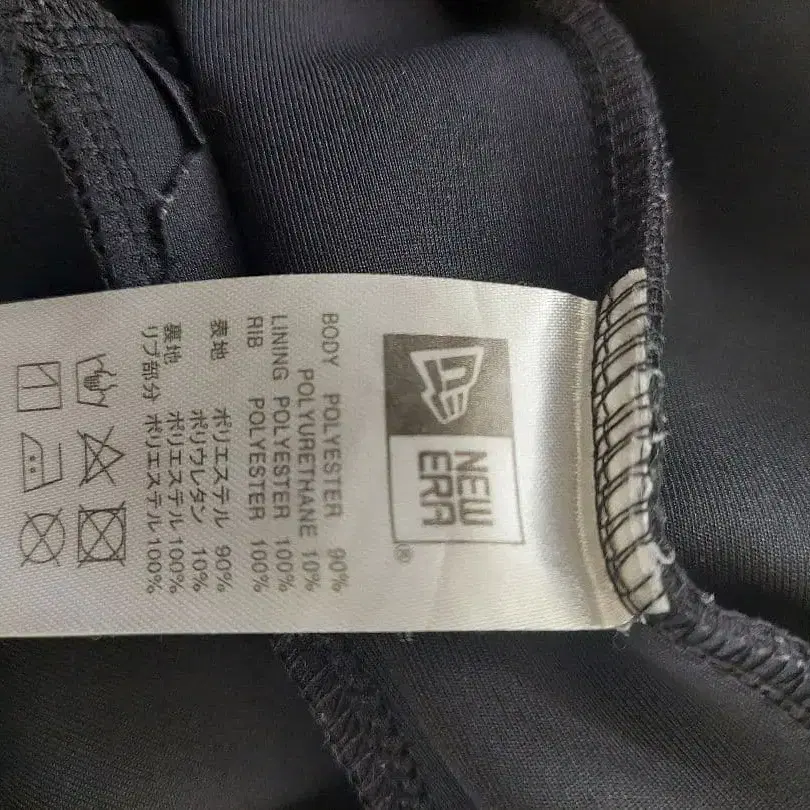 NEW
ERA
®
BODY POLYESTER 90%
POLYURETHANE 10%
LINING POLYESTER 100%
RIB POLYESTER 100%
表地 ポリエステル 90%
ポリウレタン 10%
裏地 ポリエステル 100%
リブ部分 ポリエステル 100%